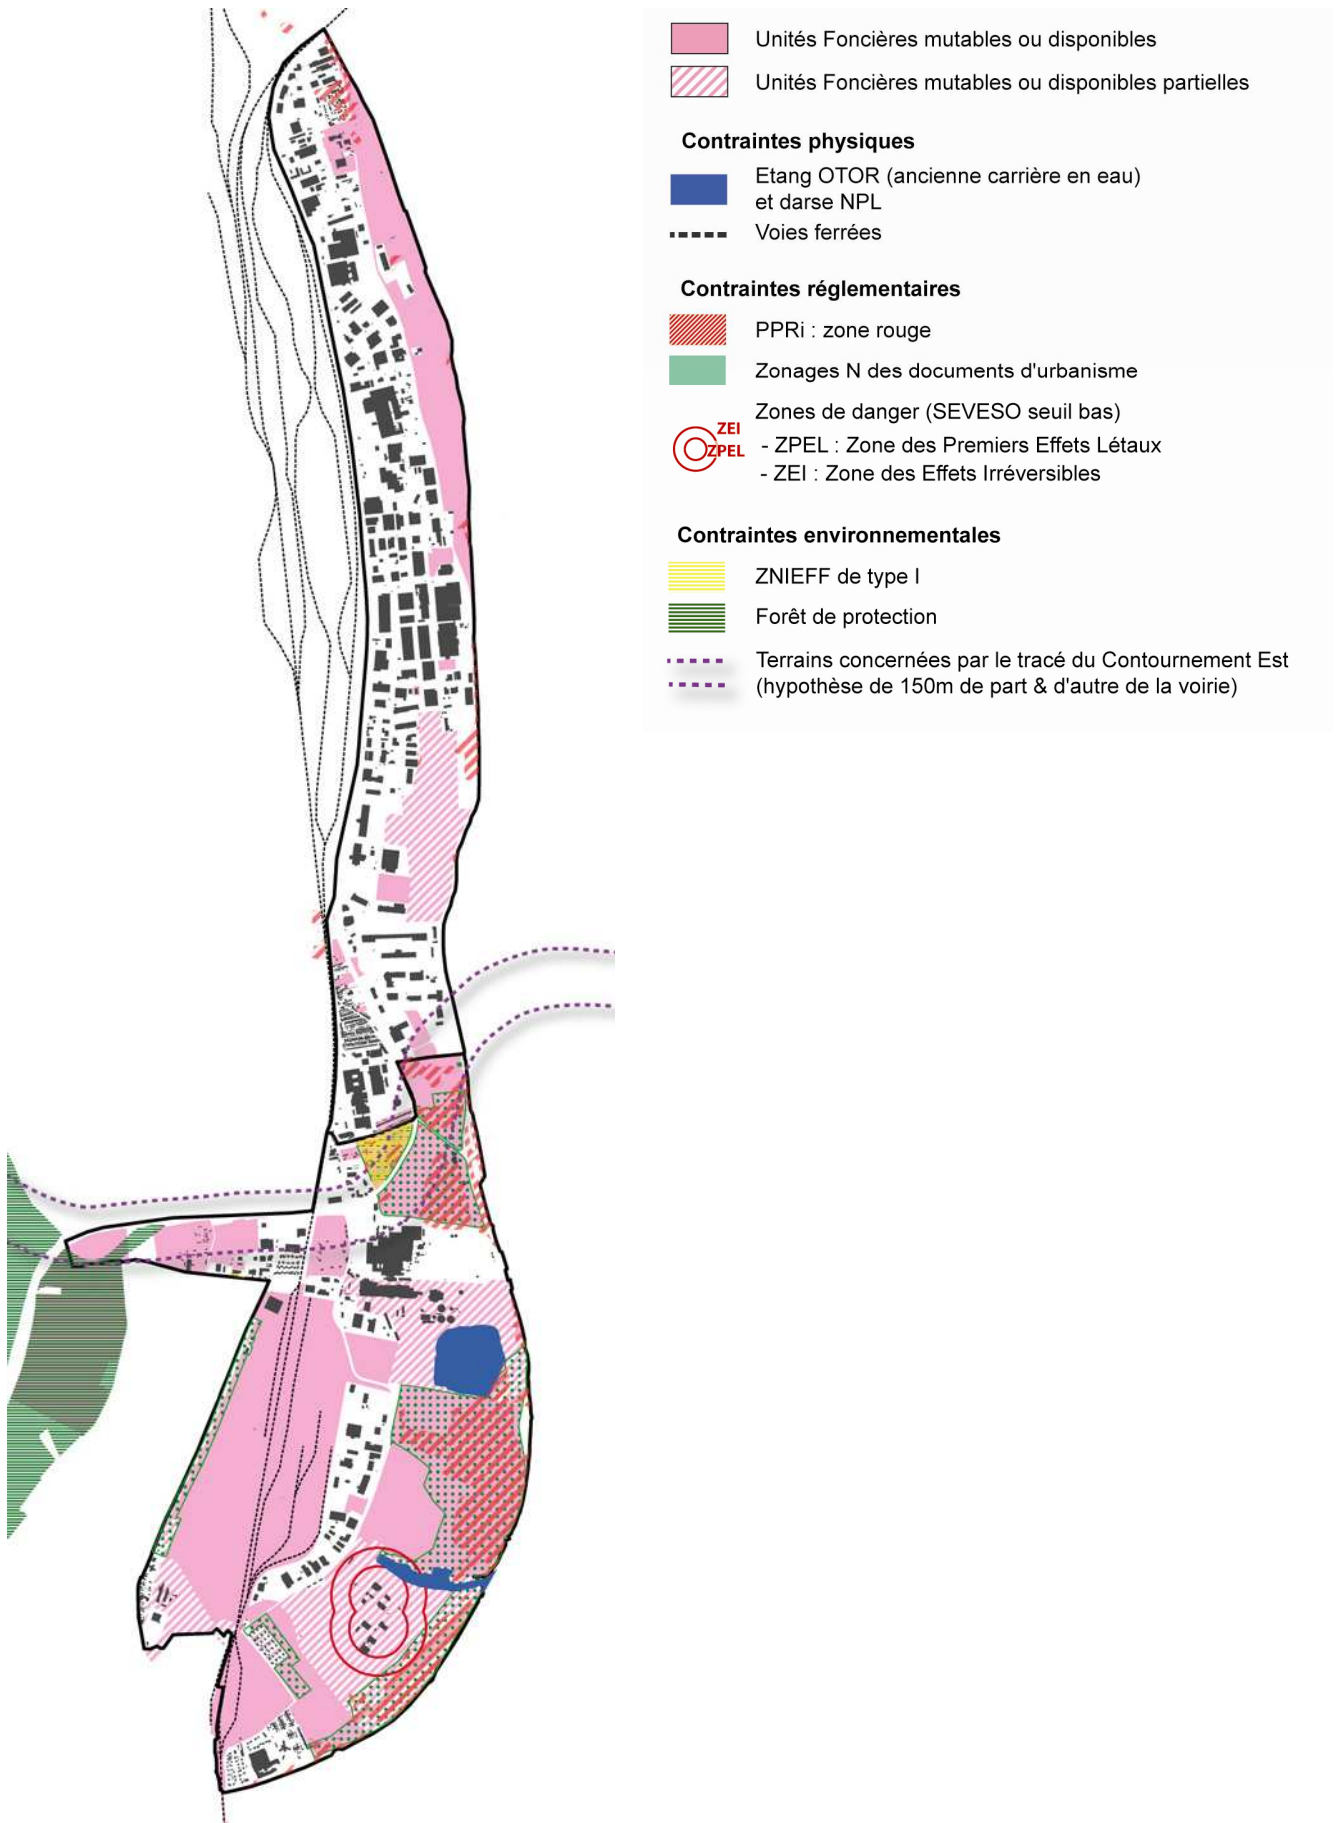 Unités Foncières mutables ou disponibles
Unités Foncières mutables ou disponibles partielles
Contraintes physiques
Etang OTOR (ancienne carrière en eau)
et darse NPL
Voies ferrées
Contraintes réglementaires
PPRi : zone rouge
Zonages N des documents d'urbanisme
Zones de danger (SEVESO seuil bas)
ZEI
ZPEL
- ZPEL : Zone des Premiers Effets Létaux
- ZEI : Zone des Effets Irréversibles
Contraintes environnementales
ZNIEFF de type I
Forêt de protection
Terrains concernées par le tracé du Contournement Est
(hypothèse de 150m de part & d'autre de la voirie)